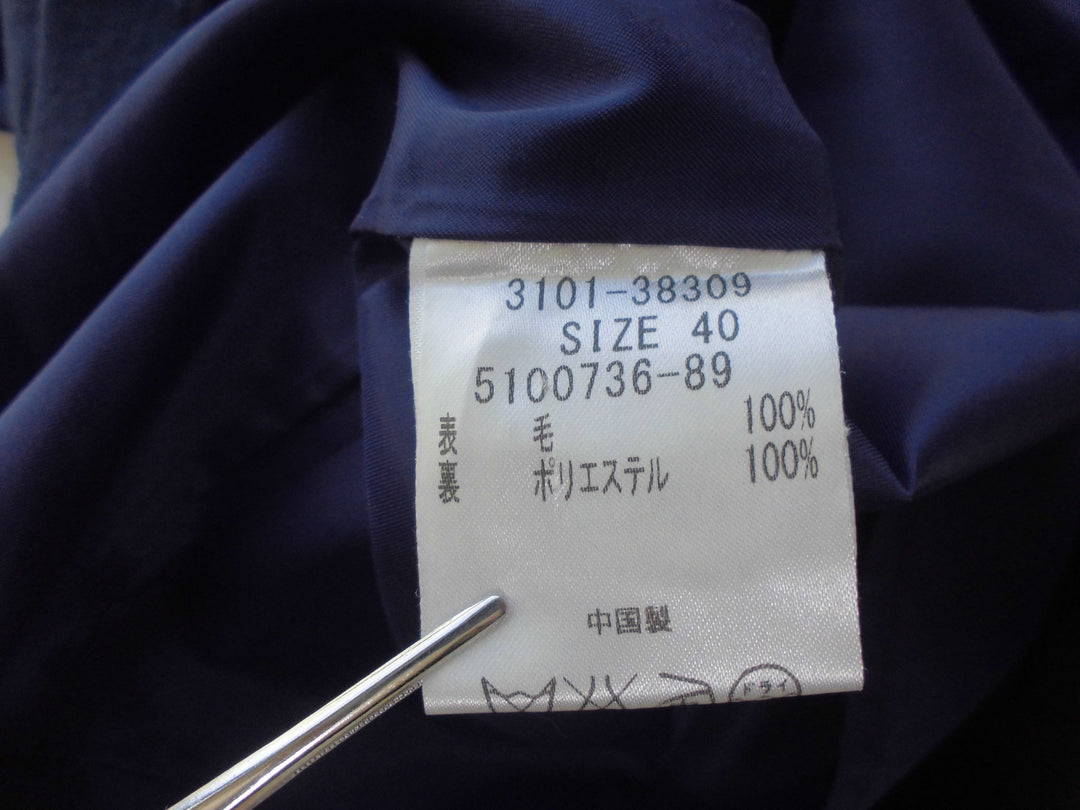 3101-38309
SIZE 40
5100736-89
表 毛 100%
裏 ポリエステル 100%
中国製
ドライ